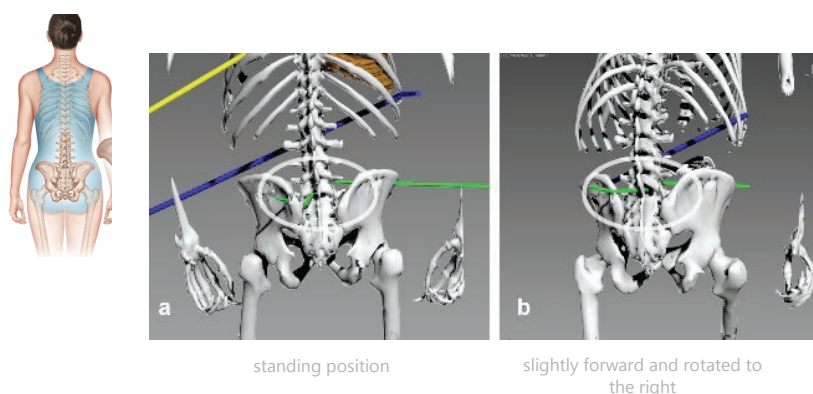 a
b
standing position
slightly forward and rotated to
the right